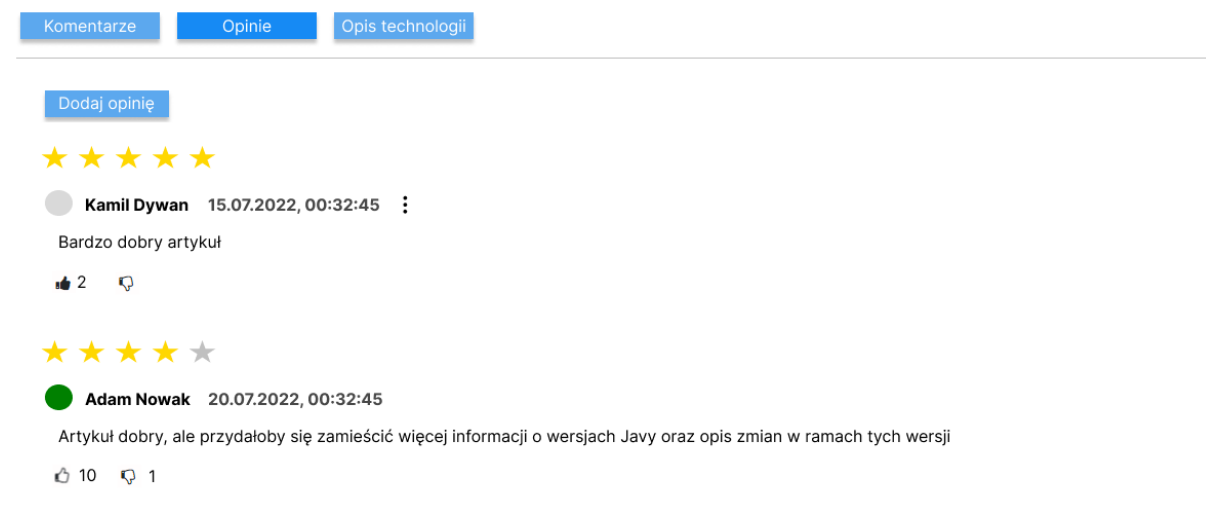 Komentarze Opinie Opis technologii
Dodaj opinię
Kamil Dywan 15.07.2022, 00:32:45
Bardzo dobry artykuł
2
Adam Nowak 20.07.2022, 00:32:45
Artykuł dobry, ale przydałoby się zamieścić więcej informacji o wersjach Javy oraz opis zmian w ramach tych wersji
10 1